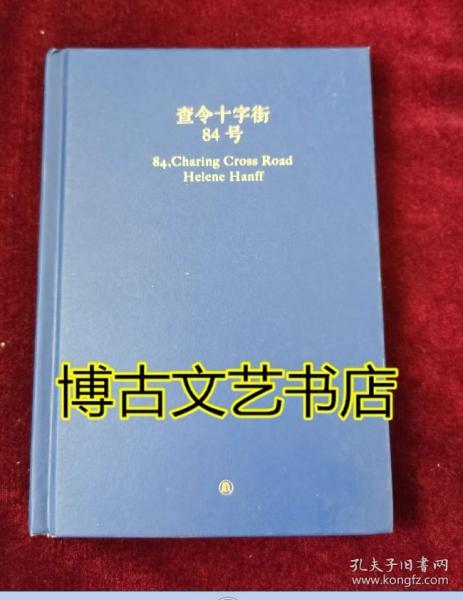 查令十字街
84号
84,Charing Cross Road
Helene Hanff
博古文艺书店
孔夫子旧书网
www.kongfz.com